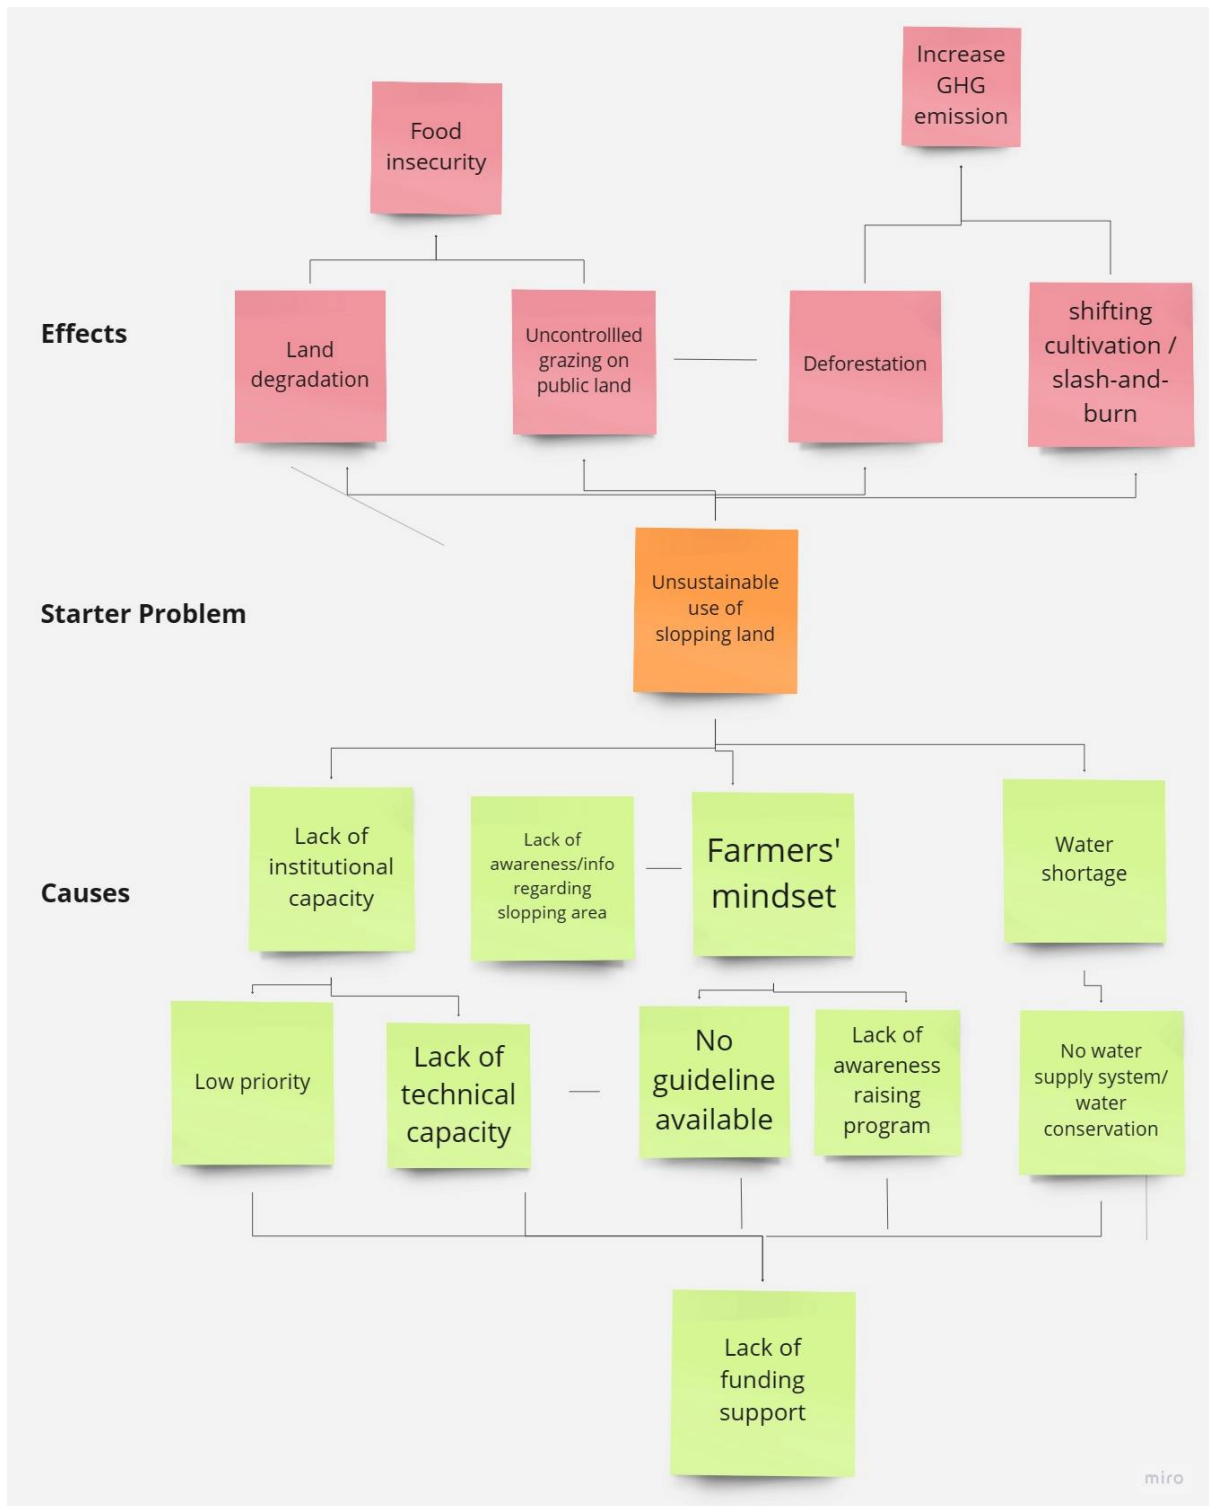 Increase
GHG
emission
Food
insecurity
Effects
Land
degradation
Uncontrollled
grazing on
public land
Deforestation
shifting
cultivation /
slash-and-
burn
Starter Problem
Unsustainable
use of
slopping land
Causes
Lack of
institutional
capacity
Lack of
awareness/info
regarding
slopping area
Farmers'
mindset
Water
shortage
Low priority
Lack of
technical
capacity
No
guideline
available
Lack of
awareness
raising
program
No water
supply system/
water
conservation
Lack of
funding
support
miro